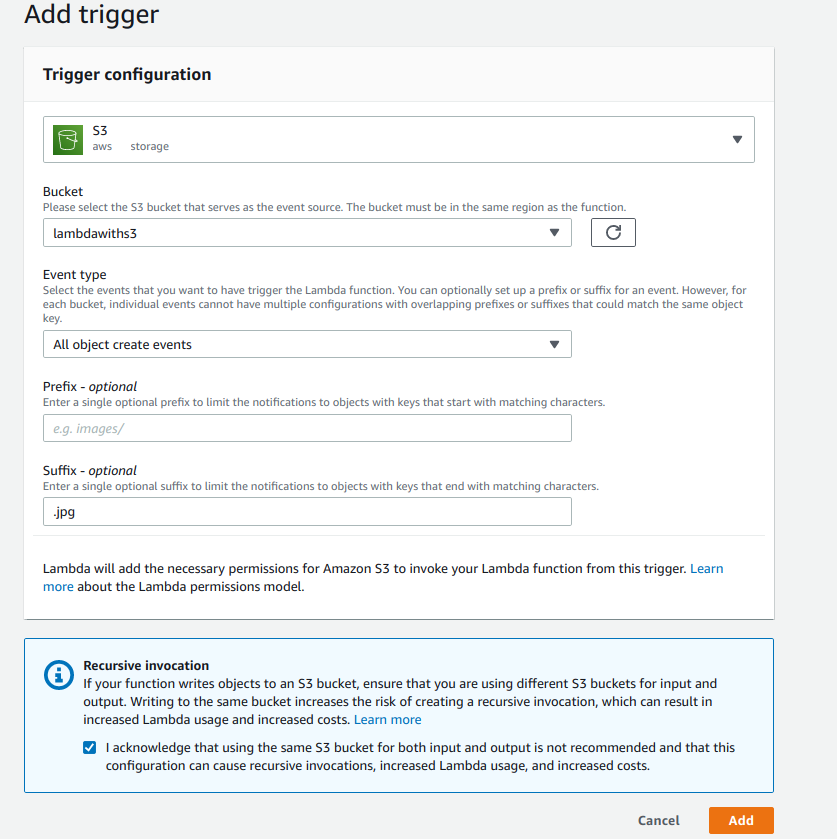 Add trigger
Trigger configuration
S3
aws storage
Bucket
Please select the S3 bucket that serves as the event source. The bucket must be in the same region as the function.
lambdawiths3
Event type
Select the events that you want to have trigger the Lambda function. You can optionally set up a prefix or suffix for an event. However, for
each bucket, individual events cannot have multiple configurations with overlapping prefixes or suffixes that could match the same object
key.
All object create events
Prefix - optional
Enter a single optional prefix to limit the notifications to objects with keys that start with matching characters.
e.g. images/
Suffix - optional
Enter a single optional suffix to limit the notifications to objects with keys that end with matching characters.
.jpg
Lambda will add the necessary permissions for Amazon S3 to invoke your Lambda function from this trigger. Learn
more about the Lambda permissions model.
Recursive invocation
If your function writes objects to an S3 bucket, ensure that you are using different S3 buckets for input and
output. Writing to the same bucket increases the risk of creating a recursive invocation, which can result in
increased Lambda usage and increased costs. Learn more
I acknowledge that using the same S3 bucket for both input and output is not recommended and that this
configuration can cause recursive invocations, increased Lambda usage, and increased costs.
Cancel Add